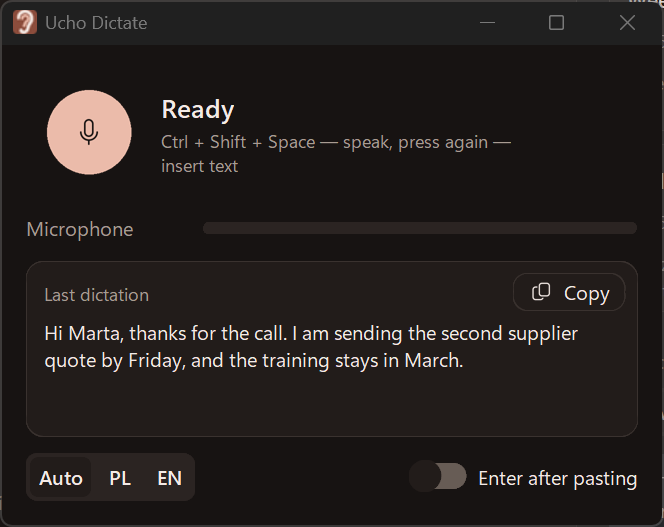 Ucho Dictate
Ready
Ctrl + Shift + Space — speak, press again —
insert text
Microphone
Last dictation
Copy
Hi Marta, thanks for the call. I am sending the second supplier
quote by Friday, and the training stays in March.
Auto PL EN
Enter after pasting